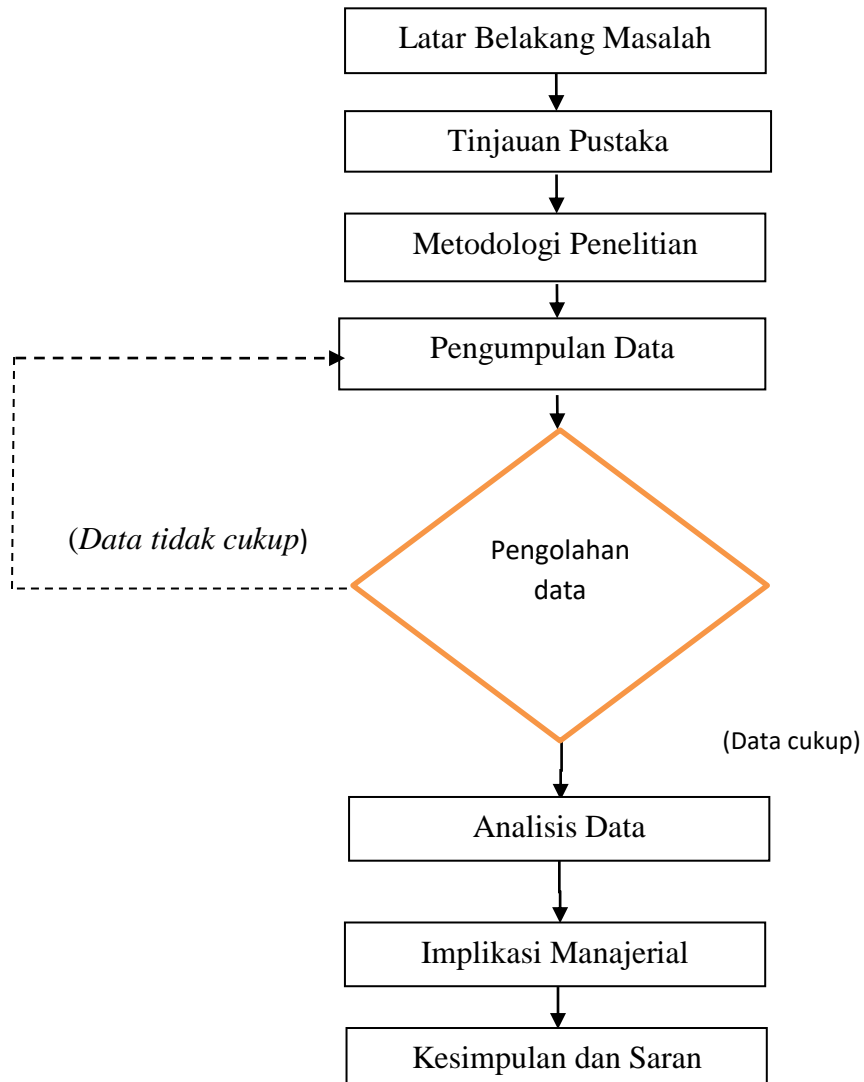 Latar Belakang Masalah
Tinjauan Pustaka
Metodologi Penelitian
Pengumpulan Data
(Data tidak cukup)
Pengolahan
data
(Data cukup)
Analisis Data
Implikasi Manajerial
Kesimpulan dan Saran